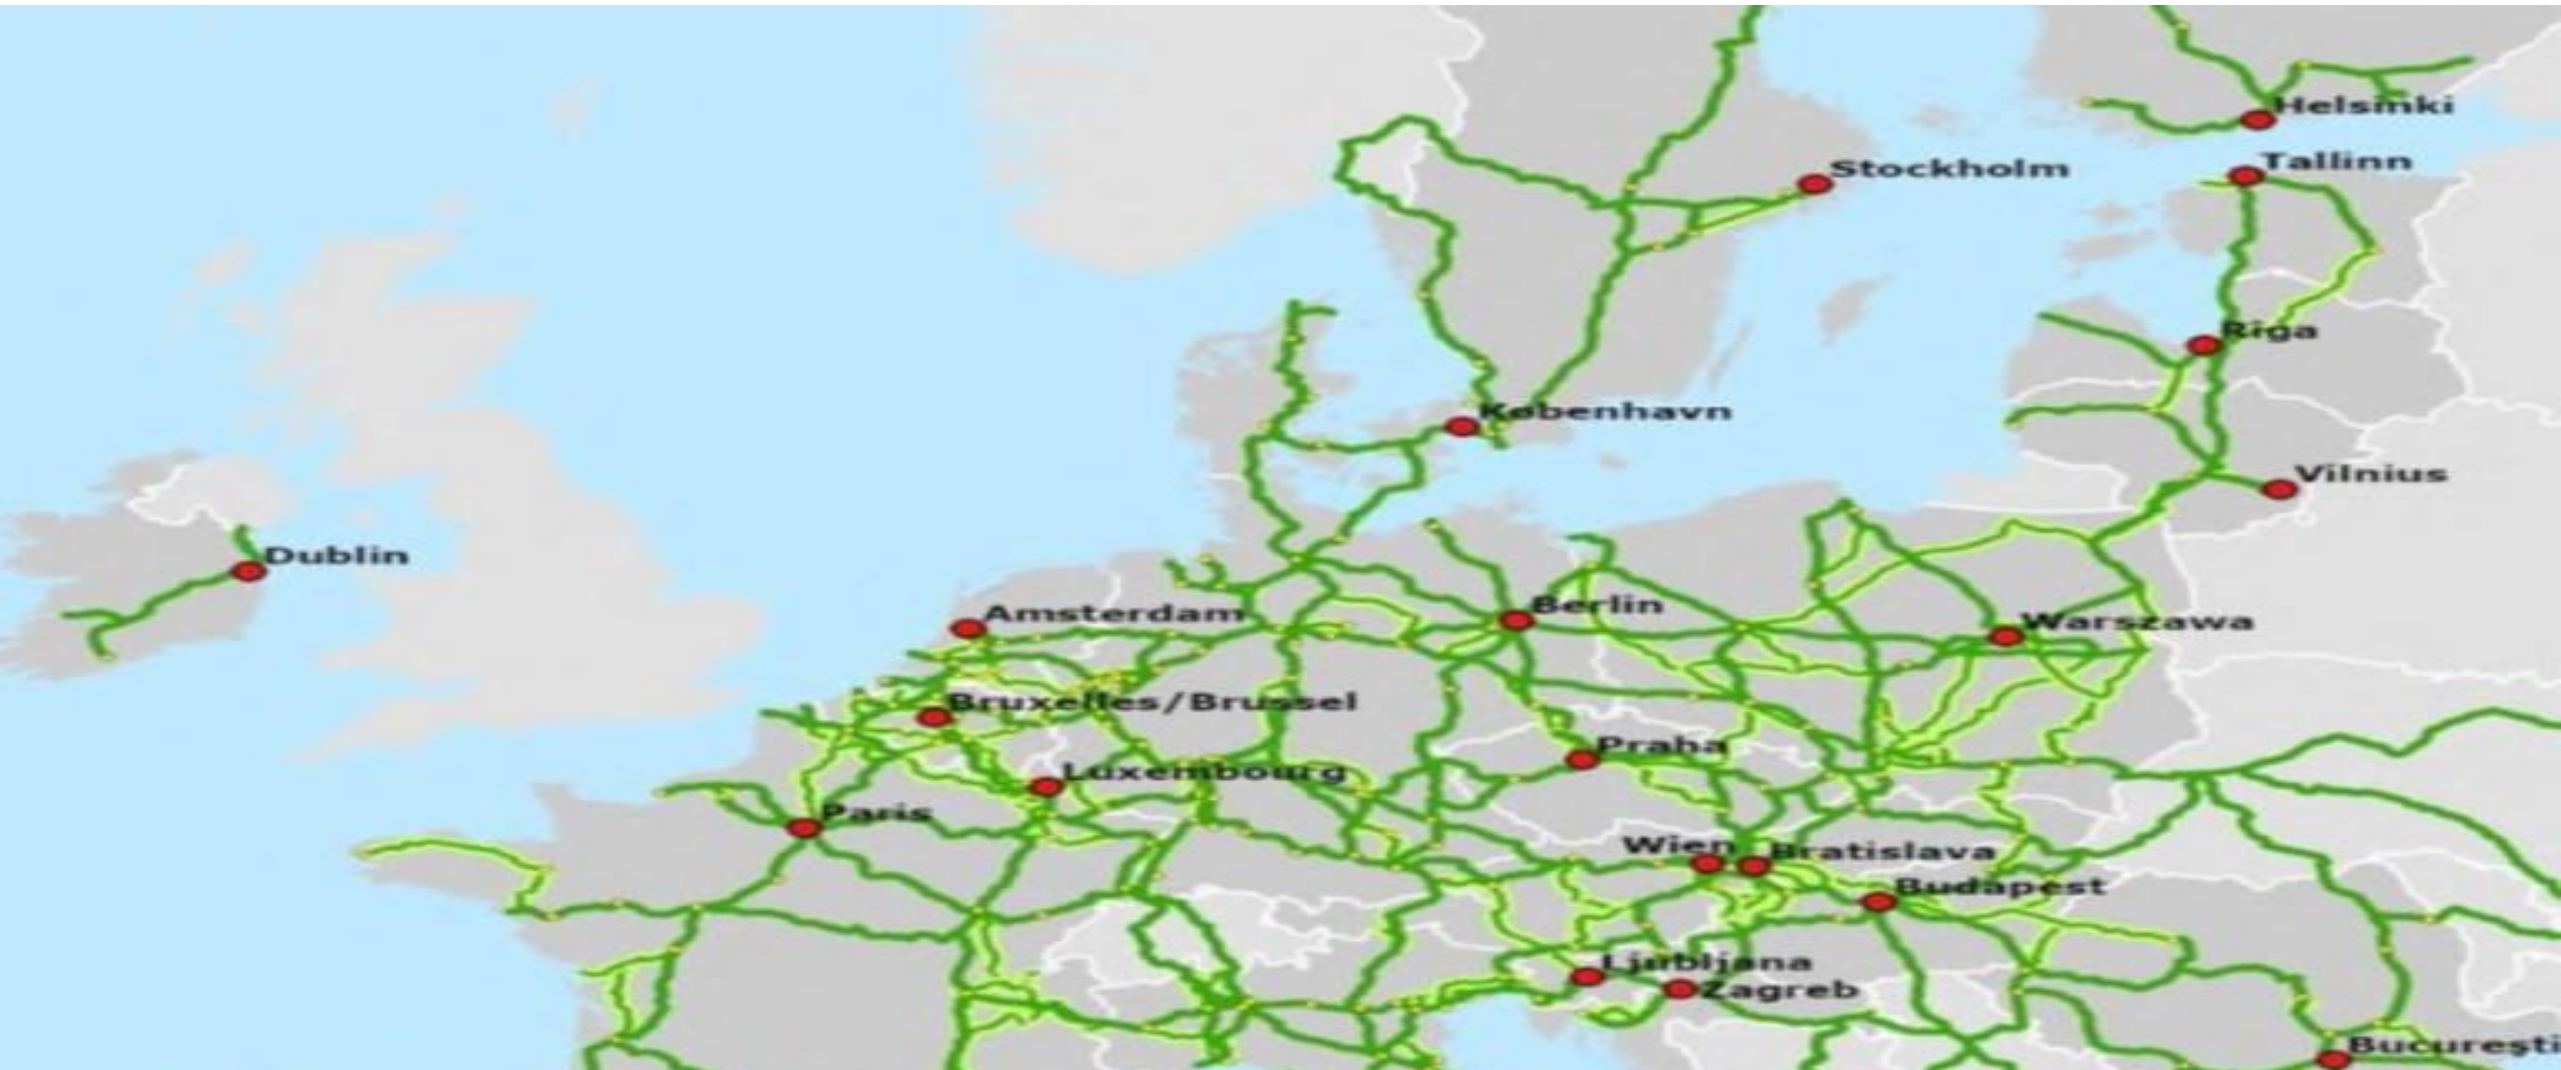 Helsinki
Tallinn
Stockholm
Rīga
København
Vilnius
Dublin
Amsterdam
Berlin
Warszawa
Bruxelles/Brussel
Praha
Luxembourg
Paris
Wien
Bratislava
Budapest
Ljubljana
Zagreb
Bucureşti